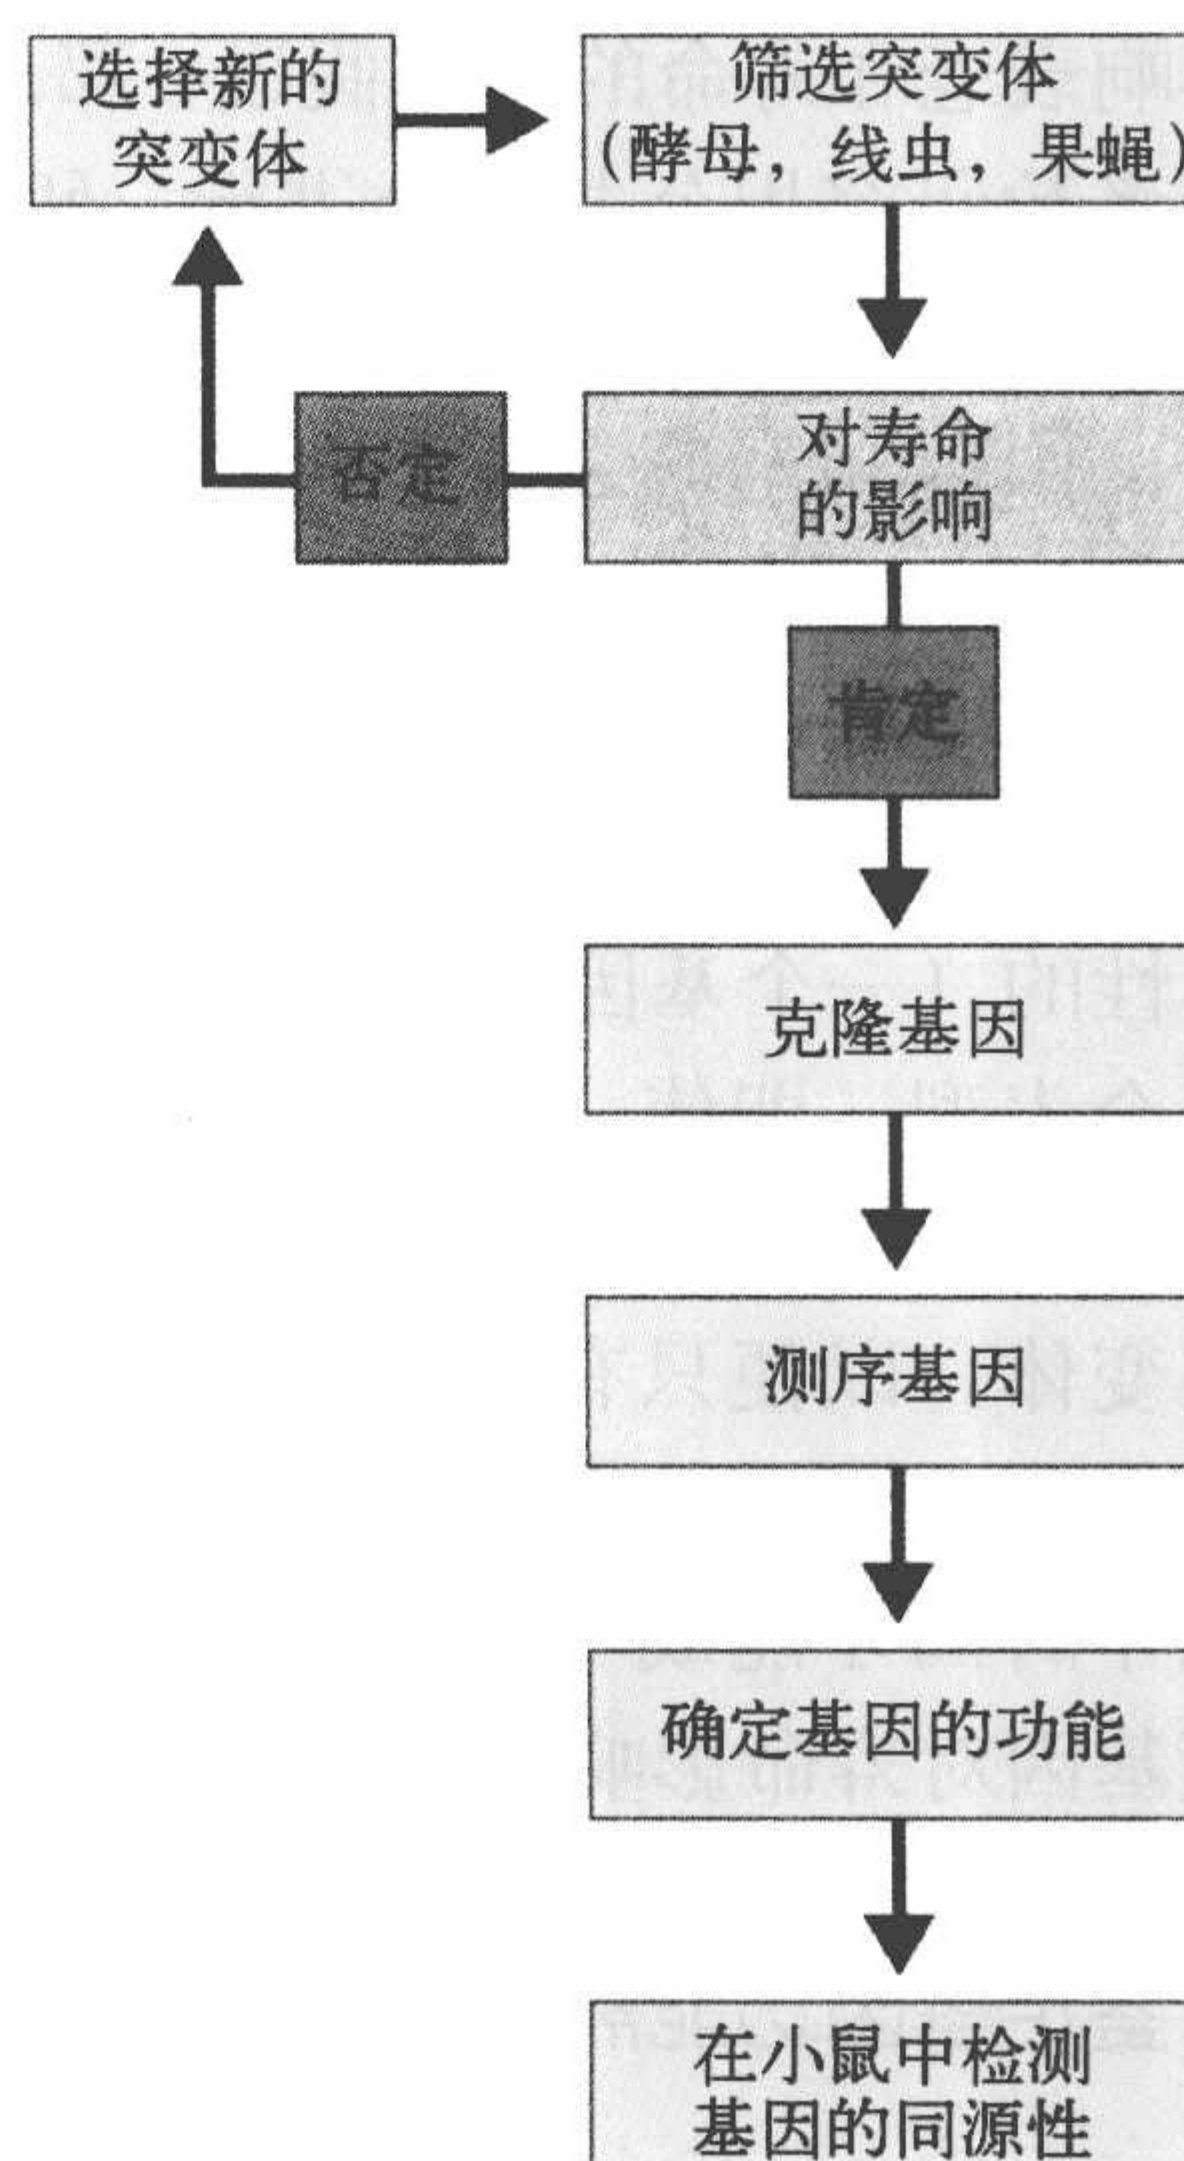 选择新的
突变体
筛选突变体
（酵母，线虫，果蝇）
对寿命
的影响
否定
肯定
克隆基因
测序基因
确定基因的功能
在小鼠中检测
基因的同源性